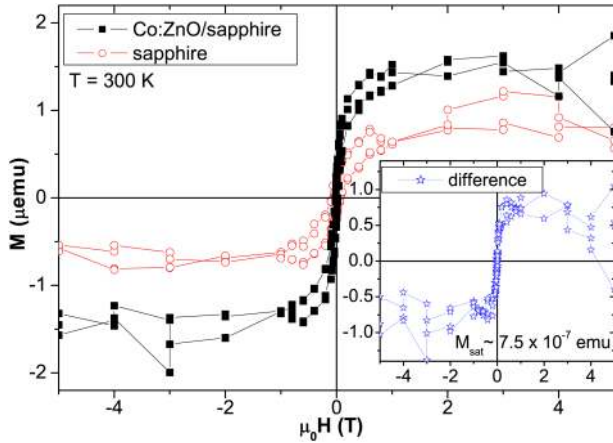 2
Co:ZnO/sapphire
sapphire
T = 300 K
1
0
-1
-2
M (μemu)
-4
-2
0
2
4
μ₀H (T)
difference
1.0
0.5
0.0
-0.5
-1.0
M_sat ~ 7.5 x 10⁻⁷ emu
-4
-2
0
2
4